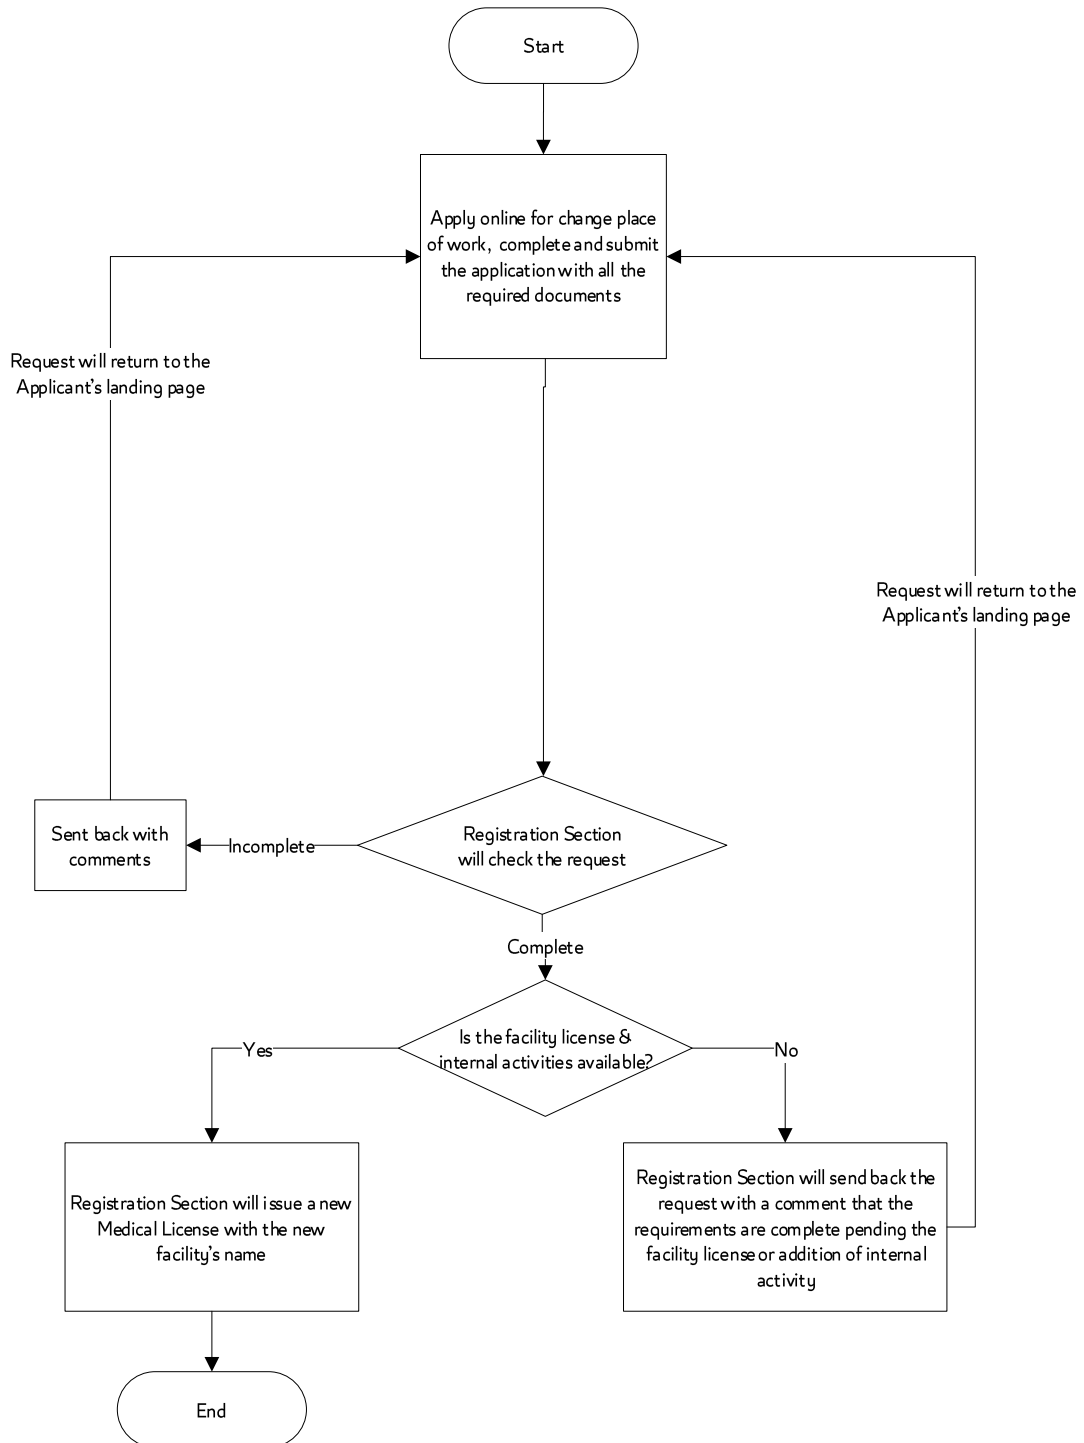 Start
Apply online for change place
of work, complete and submit
the application with all the
required documents
Request will return to the
Applicant's landing page
Request will return to the
Applicant's landing page
Sent back with
comments
Incomplete
Registration Section
will check the request
Complete
Is the facility license &
internal activities available?
Yes
No
Registration Section will issue a new
Medical License with the new
facility's name
Registration Section will send back the
request with a comment that the
requirements are complete pending the
facility license or addition of internal
activity
End